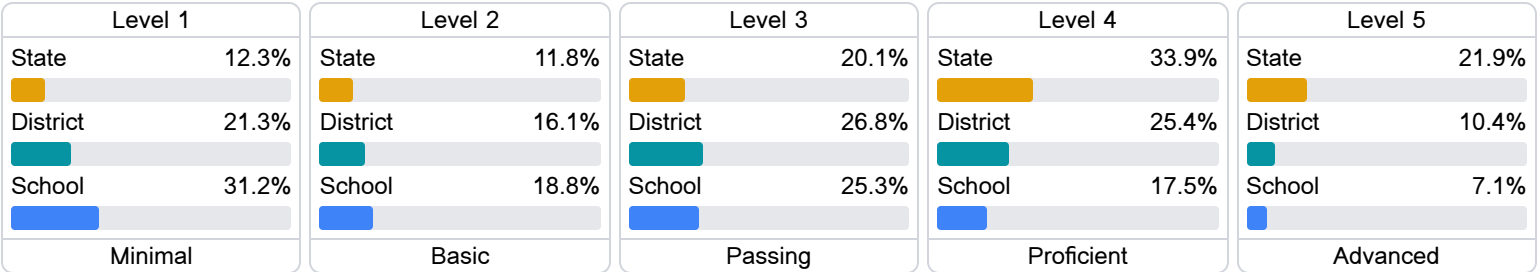 Level 1
State 12.3%
District 21.3%
School 31.2%
Minimal
Level 2
State 11.8%
District 16.1%
School 18.8%
Basic
Level 3
State 20.1%
District 26.8%
School 25.3%
Passing
Level 4
State 33.9%
District 25.4%
School 17.5%
Proficient
Level 5
State 21.9%
District 10.4%
School 7.1%
Advanced